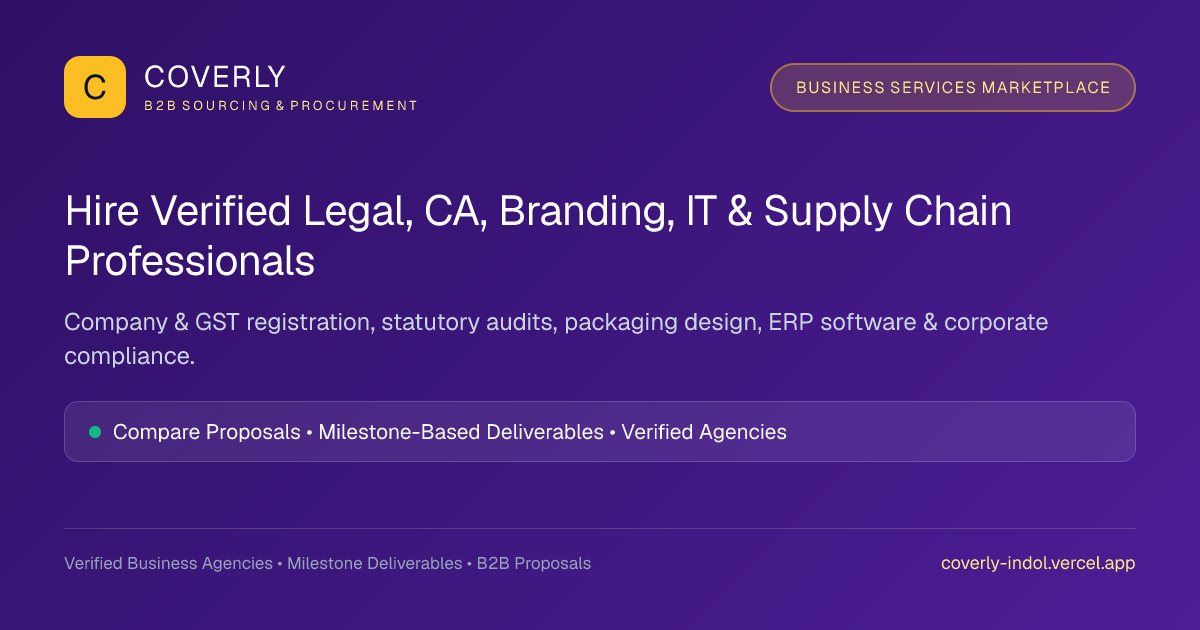 C
COVERLY
B2B SOURCING & PROCUREMENT
BUSINESS SERVICES MARKETPLACE
Hire Verified Legal, CA, Branding, IT & Supply Chain
Professionals
Company & GST registration, statutory audits, packaging design, ERP software & corporate
compliance.
Compare Proposals • Milestone-Based Deliverables • Verified Agencies
Verified Business Agencies • Milestone Deliverables • B2B Proposals
coverly-indol.vercel.app